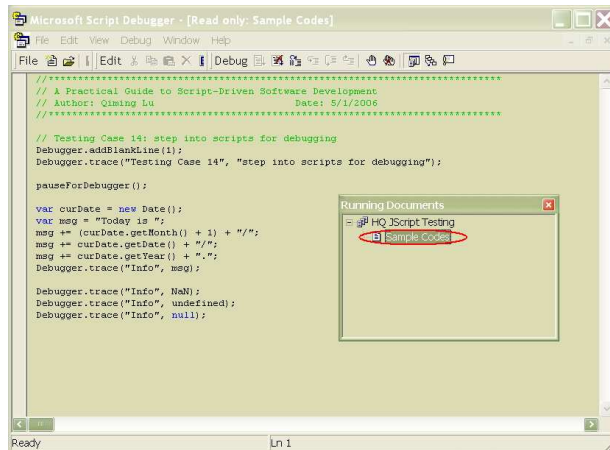 Microsoft Script Debugger - [Read only: Sample Codes]
File Edit View Debug Window Help
File Edit Debug
//****************************************************************************
// A Practical Guide to Script-Driven Software Development
// Author: Qiming Lu Date: 5/1/2006
//****************************************************************************
// Testing Case 14: step into scripts for debugging
Debugger.addBlankLine(1);
Debugger.trace("Testing Case 14", "step into scripts for debugging");
pauseForDebugger();
var curDate = new Date();
var msg = "Today is ";
msg += (curDate.getMonth() + 1) + "/";
msg += curDate.getDate() + "/";
msg += curDate.getYear() + ".";
Debugger.trace("Info", msg);
Debugger.trace("Info", NaN);
Debugger.trace("Info", undefined);
Debugger.trace("Info", null);
Running Documents
HQ JScript Testing
Sample Codes
Ready Ln 1